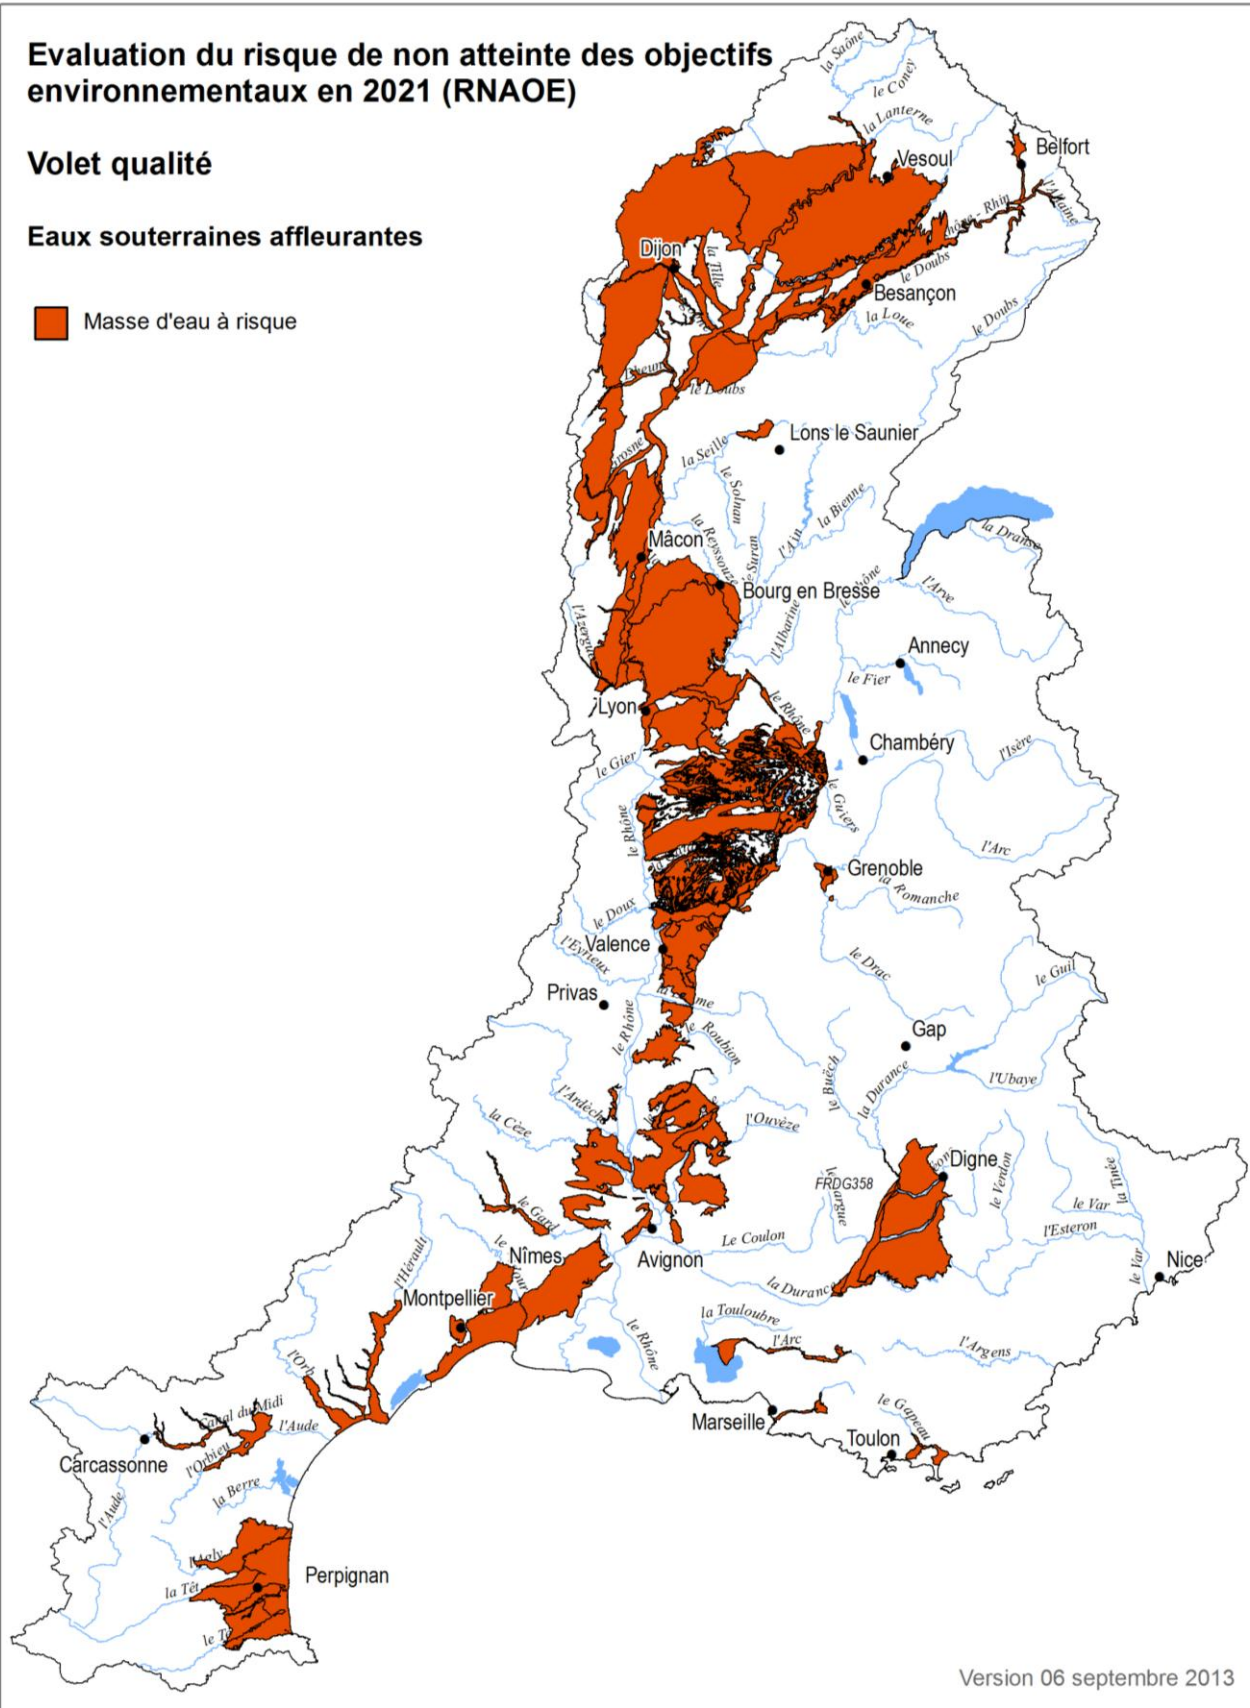 Evaluation du risque de non atteinte des objectifs
environnementaux en 2021 (RNAOE)
Volet qualité
Eaux souterraines affleurantes
Masse d'eau à risque
la Saône
le Coney
la Lanterne
Vesoul
Belfort
l'Allaine
Rhin
Dijon
la Tille
le Doubs
Besançon
la Loue
le Doubs
le Doubs
Lons le Saunier
la Seille
le Solnan
la Bienne
l'Ain
la Reyssouze
le Suran
la Dranse
Mâcon
Bourg en Bresse
le Rhône
l'Arve
l'Albarine
Annecy
le Fier
Lyon
le Rhône
Chambéry
l'Isère
le Gier
le Rhône
le Guiers
l'Arc
Grenoble
la Romanche
le Doux
Valence
l'Eyrieux
le Drac
le Guil
Privas
le Rhône
le Roubion
Gap
le Buëch
la Durance
l'Ubaye
l'Ardèche
la Cèze
l'Ouvèze
Digne
FRDG358
le Verdon
la Tinée
le Var
l'Esteron
le Gard
Le Coulon
Avignon
Nîmes
le Var
Nice
l'Hérault
Montpellier
la Durance
la Touloubre
l'Arc
l'Argens
le Rhône
l'Orb
Canal du Midi
l'Aude
Marseille
le Gapeau
Toulon
Carcassonne
l'Orbieu
la Berre
l'Aude
la Têt
Perpignan
Version 06 septembre 2013